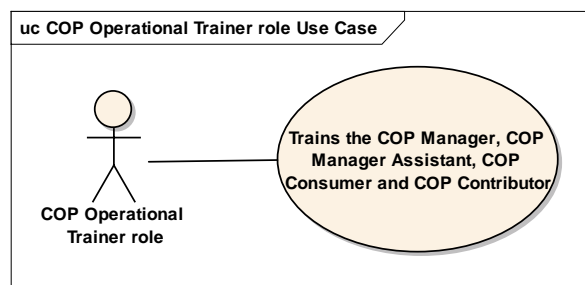 uc COP Operational Trainer role Use Case
Trains the COP Manager, COP
Manager Assistant, COP
Consumer and COP Contributor
COP Operational
Trainer role